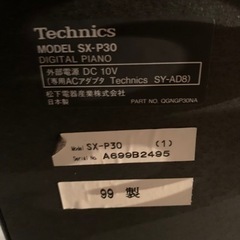 Technics
MODEL SX-P30
DIGITAL PIANO
外部電源 DC 10V
(専用ACアダプタ Technics SY-AD8)
松下電器産業株式会社
日本製 PART NO. QGNGP30NA
Model SX-P30 (1)
Serial No. A699B2495
99 製